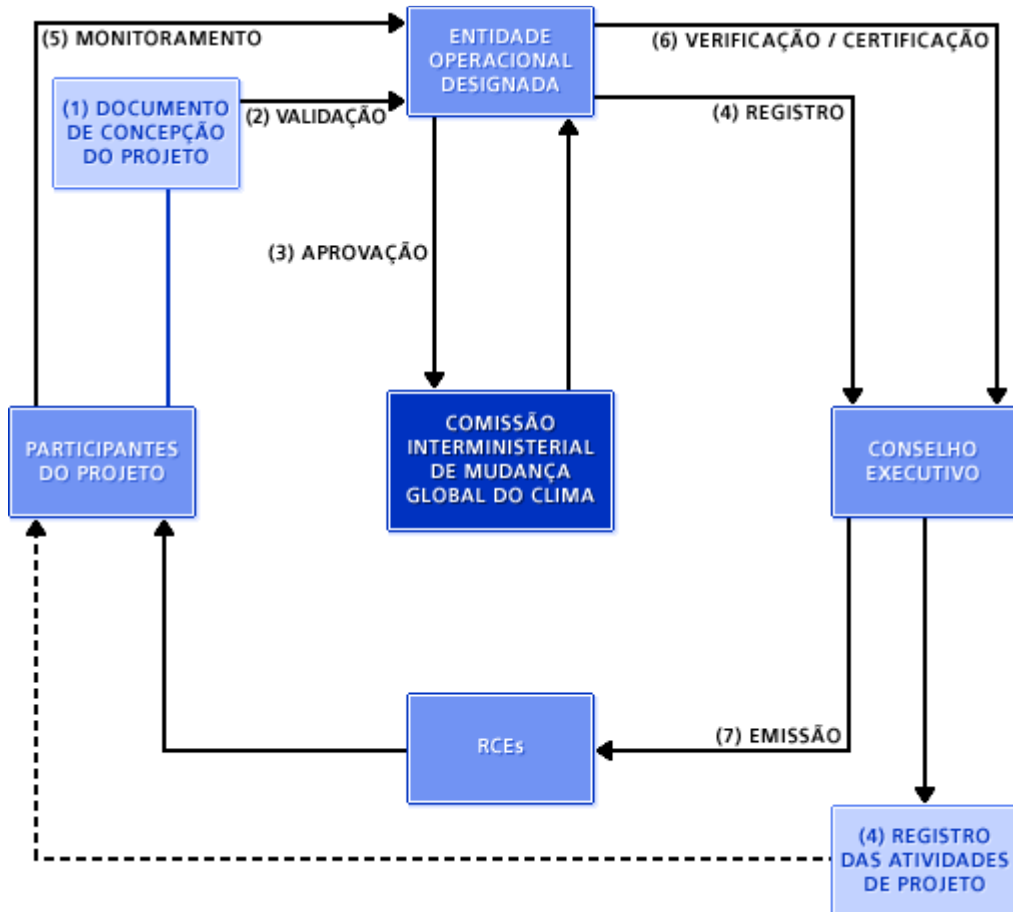 (5) MONITORAMENTO
ENTIDADE
OPERACIONAL
DESIGNADA
(6) VERIFICAÇÃO / CERTIFICAÇÃO
(1) DOCUMENTO
DE CONCEPÇÃO
DO PROJETO
(2) VALIDAÇÃO
(4) REGISTRO
(3) APROVAÇÃO
PARTICIPANTES
DO PROJETO
COMISSÃO
INTERMINISTERIAL
DE MUDANÇA
GLOBAL DO CLIMA
CONSELHO
EXECUTIVO
RCEs
(7) EMISSÃO
(4) REGISTRO
DAS ATIVIDADES
DE PROJETO